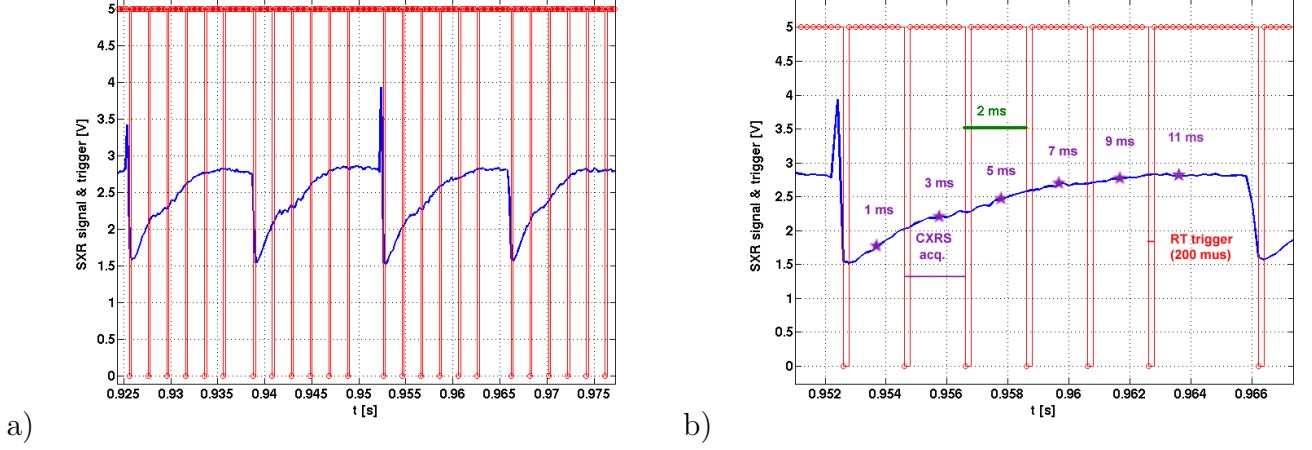 5
4.5
4
3.5
3
2.5
2
1.5
1
0.5
0
SXR signal & trigger [V]
0.925 0.93 0.935 0.94 0.945 0.95 0.955 0.96 0.965 0.97 0.975
t [s]
a)
5
4.5
4
3.5
3
2.5
2
1.5
1
0.5
0
SXR signal & trigger [V]
2 ms
1 ms
3 ms
5 ms
7 ms
9 ms
11 ms
CXRS
acq.
RT trigger
(200 mus)
0.952 0.954 0.956 0.958 0.96 0.962 0.964 0.966
t [s]
b)